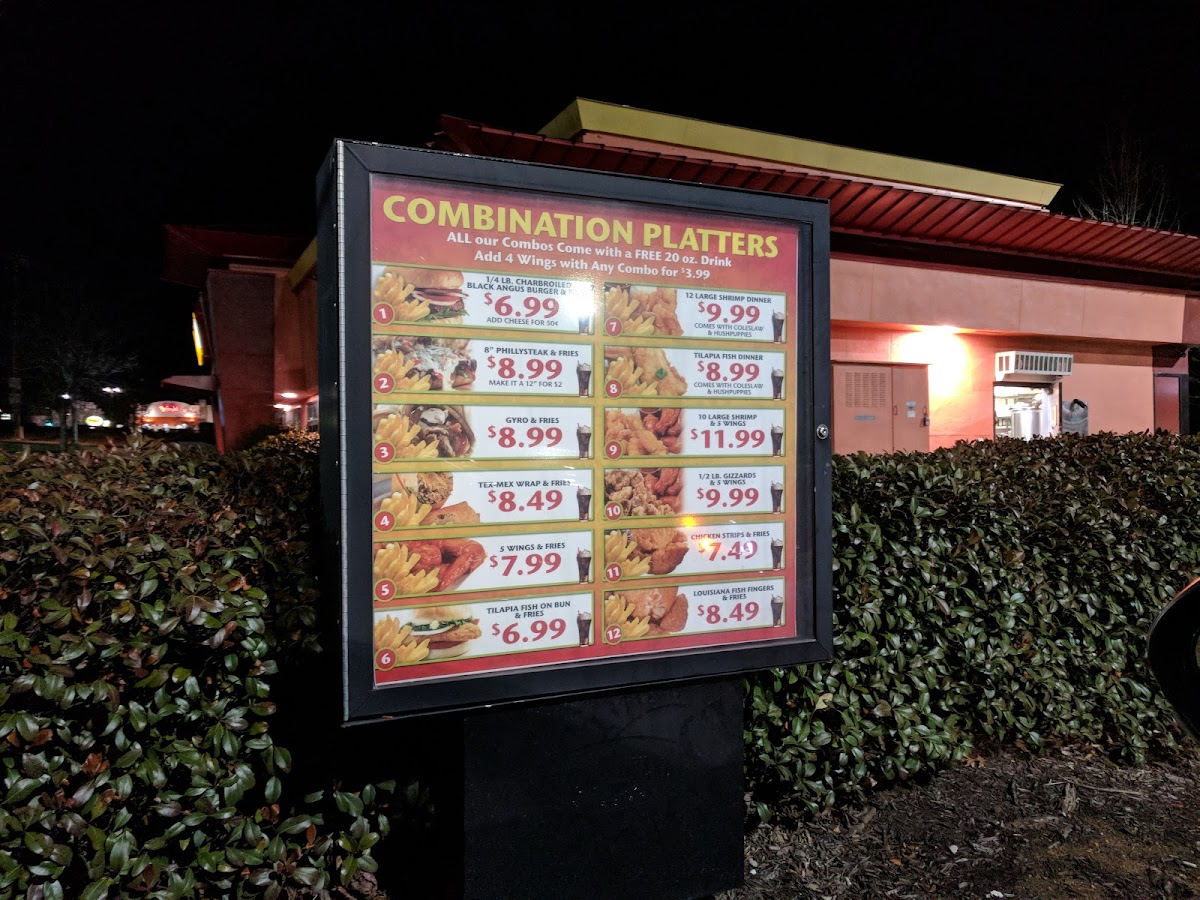 COMBINATION PLATTERS
ALL our Combos Come with a FREE 20 oz. Drink
Add 4 Wings with Any Combo for $3.99
1
1/4 LB. CHARBROILED
BLACK ANGUS BURGER &
$6.99
ADD CHEESE FOR 50¢
2
8" PHILLYSTEAK & FRIES
$8.99
MAKE IT A 12" FOR $2
3
GYRO & FRIES
$8.99
4
TEX-MEX WRAP & FRIES
$8.49
5
5 WINGS & FRIES
$7.99
6
TILAPIA FISH ON BUN
& FRIES
$6.99
7
12 LARGE SHRIMP DINNER
$9.99
COMES WITH COLESLAW
& HUSHPUPPIES
8
TILAPIA FISH DINNER
$8.99
COMES WITH COLESLAW
& HUSHPUPPIES
9
10 LARGE SHRIMP
& 5 WINGS
$11.99
10
1/2 LB. GIZZARDS
& 5 WINGS
$9.99
11
CHICKEN STRIPS & FRIES
$7.49
12
LOUISIANA FISH FINGERS
& FRIES
$8.49